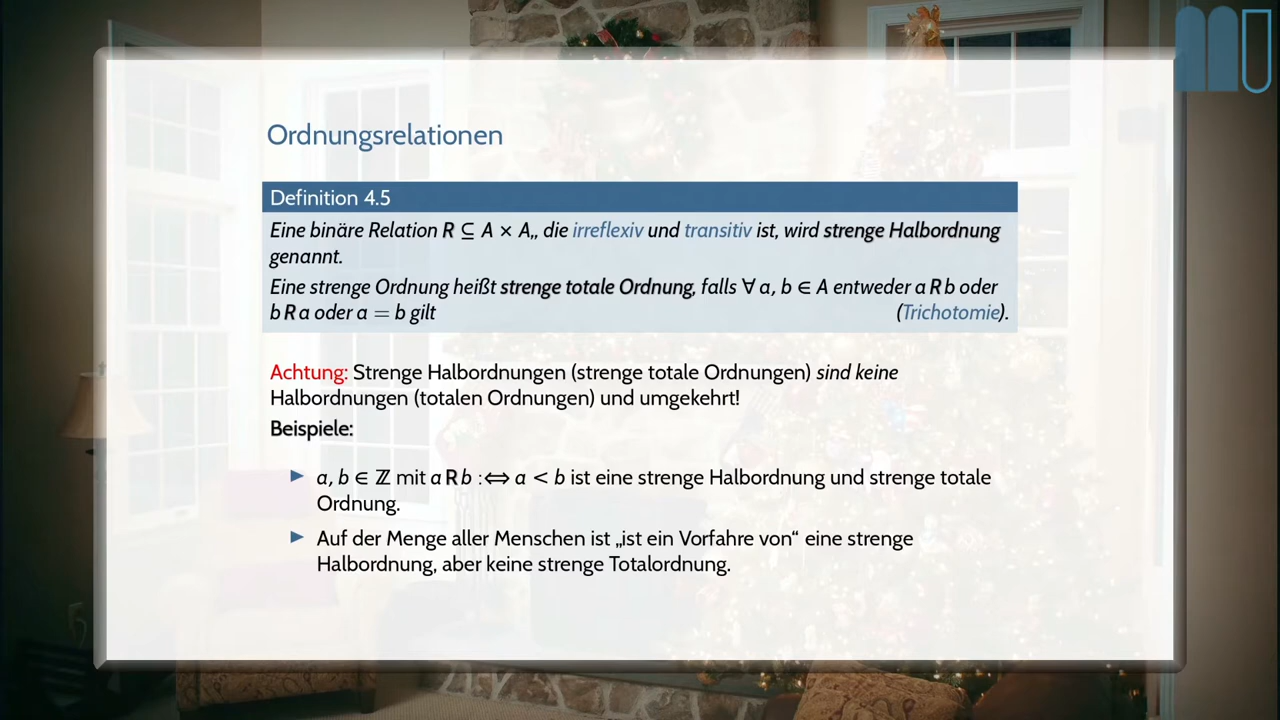 Ordnungsrelationen
Definition 4.5
Eine binäre Relation R ⊆ A × A,, die irreflexiv und transitiv ist, wird strenge Halbordnung
genannt.
Eine strenge Ordnung heißt strenge totale Ordnung, falls ∀ a, b ∈ A entweder a R b oder
b R a oder a = b gilt (Trichotomie).
Achtung: Strenge Halbordnungen (strenge totale Ordnungen) sind keine
Halbordnungen (totalen Ordnungen) und umgekehrt!
Beispiele:
▶ a, b ∈ ℤ mit a R b :⟺ a < b ist eine strenge Halbordnung und strenge totale
Ordnung.
▶ Auf der Menge aller Menschen ist „ist ein Vorfahre von“ eine strenge
Halbordnung, aber keine strenge Totalordnung.